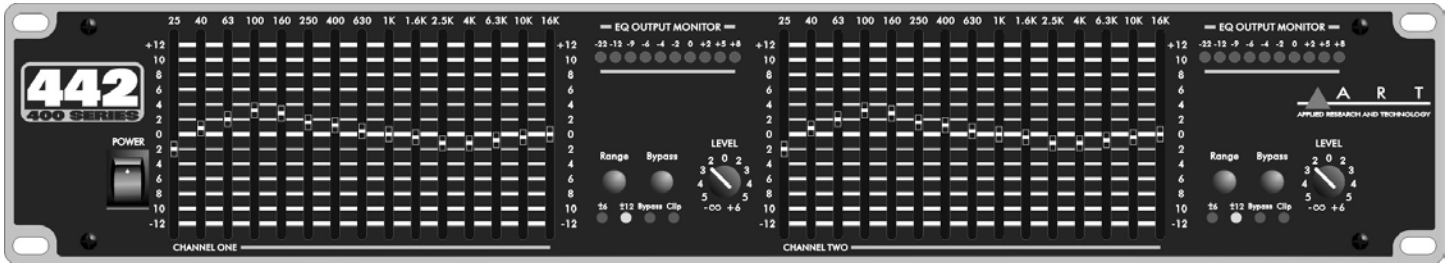 25 40 63 100 160 250 400 630 1K 1.6K 2.5K 4K 6.3K 10K 16K
EQ OUTPUT MONITOR
-22 -12 -9 -6 -4 -2 0 +2 +5 +8
+12 +12
10 10
8 8
6 6
4 4
2 2
0 0
2 2
4 4
6 6
8 8
10 10
-12 -12
442
400 SERIES
POWER
Range Bypass
LEVEL
5 4 3 2 0 2 3 4 5
-∞ +6
±6 ±12 Bypass Clip
CHANNEL ONE
25 40 63 100 160 250 400 630 1K 1.6K 2.5K 4K 6.3K 10K 16K
EQ OUTPUT MONITOR
-22 -12 -9 -6 -4 -2 0 +2 +5 +8
+12 +12
10 10
8 8
6 6
4 4
2 2
0 0
2 2
4 4
6 6
8 8
10 10
-12 -12
ART
APPLIED RESEARCH AND TECHNOLOGY
Range Bypass
LEVEL
5 4 3 2 0 2 3 4 5
-∞ +6
±6 ±12 Bypass Clip
CHANNEL TWO